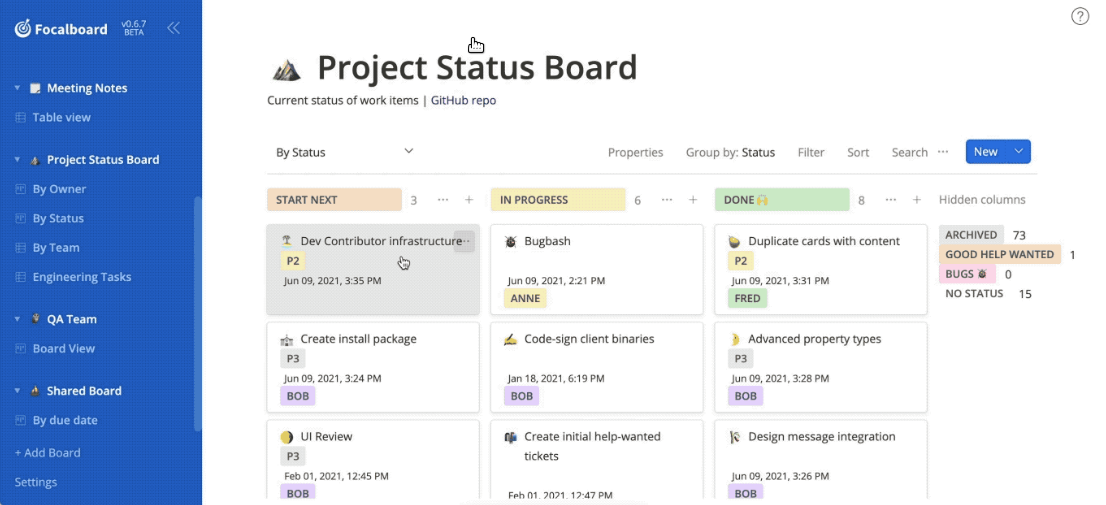 Focalboard
v0.6.7
BETA
Meeting Notes
Table view
Project Status Board
By Owner
By Status
By Team
Engineering Tasks
QA Team
Board View
Shared Board
By due date
+ Add Board
Settings
?
Project Status Board
Current status of work items | GitHub repo
By Status
Properties
Group by: Status
Filter
Sort
Search
New
START NEXT 3
IN PROGRESS 6
DONE 8
Hidden columns
Dev Contributor infrastructure
P2
Jun 09, 2021, 3:35 PM
Create install package
P3
Jun 09, 2021, 3:24 PM
BOB
UI Review
P3
Feb 01, 2021, 12:45 PM
BOB
Bugbash
Jun 09, 2021, 2:21 PM
ANNE
Code-sign client binaries
Jan 18, 2021, 6:19 PM
BOB
Create initial help-wanted
tickets
Feb 01, 2021, 12:47 PM
Duplicate cards with content
P2
Jun 09, 2021, 3:31 PM
FRED
Advanced property types
P3
Jun 09, 2021, 3:28 PM
BOB
Design message integration
Jun 09, 2021, 3:26 PM
BOB
ARCHIVED 73
GOOD HELP WANTED 1
BUGS 0
NO STATUS 15